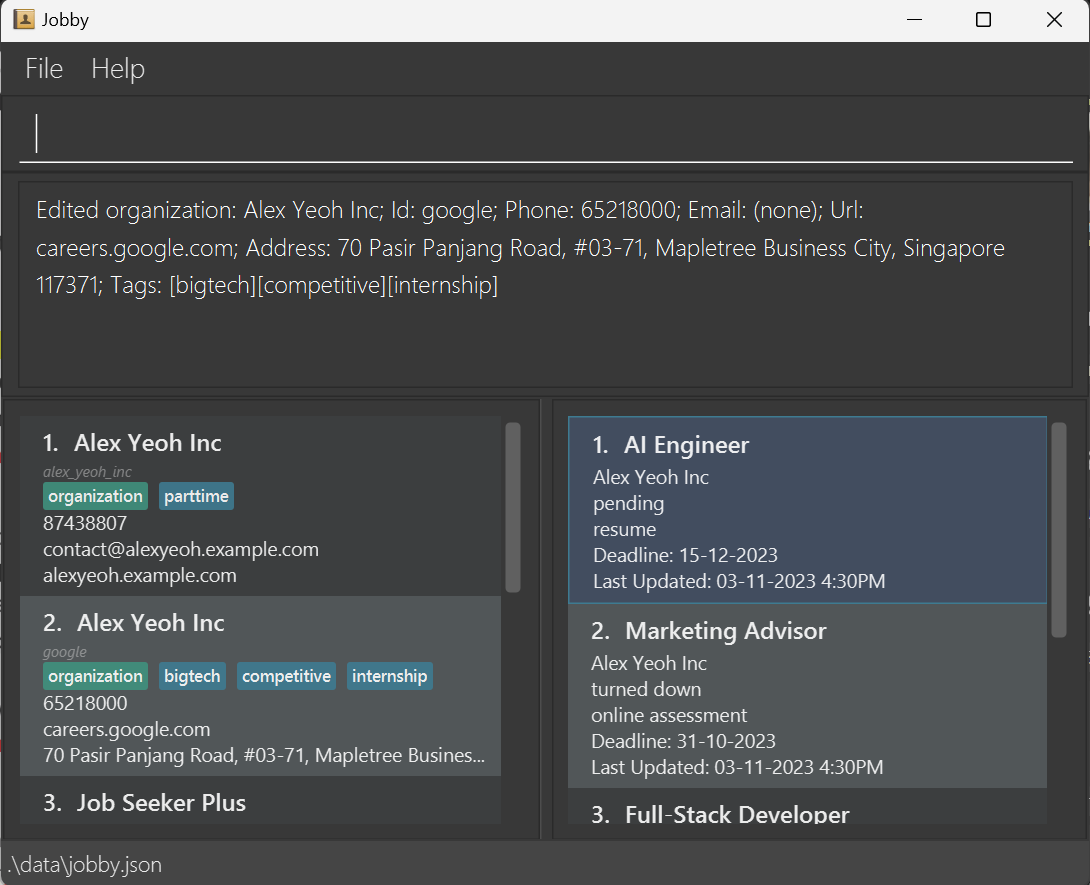 Jobby
File Help
Edited organization: Alex Yeoh Inc; Id: google; Phone: 65218000; Email: (none); Url:
careers.google.com; Address: 70 Pasir Panjang Road, #03-71, Mapletree Business City, Singapore
117371; Tags: [bigtech][competitive][internship]
1. Alex Yeoh Inc
alex_yeoh_inc
organization parttime
87438807
contact@alexyeoh.example.com
alexyeoh.example.com
2. Alex Yeoh Inc
google
organization bigtech competitive internship
65218000
careers.google.com
70 Pasir Panjang Road, #03-71, Mapletree Busines...
3. Job Seeker Plus
1. AI Engineer
Alex Yeoh Inc
pending
resume
Deadline: 15-12-2023
Last Updated: 03-11-2023 4:30PM
2. Marketing Advisor
Alex Yeoh Inc
turned down
online assessment
Deadline: 31-10-2023
Last Updated: 03-11-2023 4:30PM
3. Full-Stack Developer
.\data\jobby.json